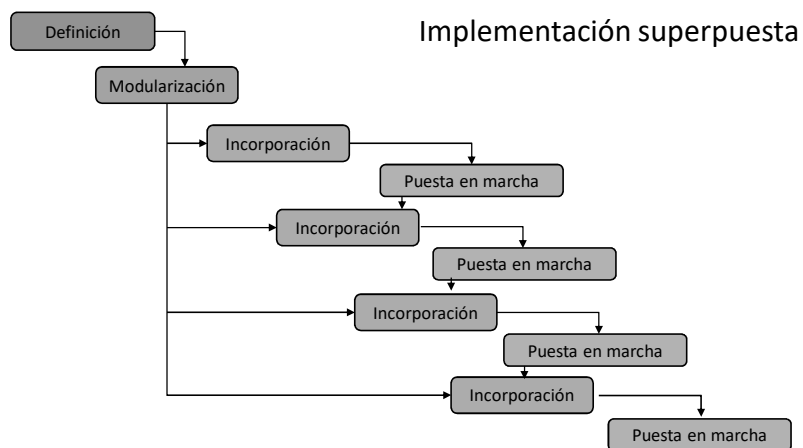 Implementación superpuesta
Definición
Modularización
Incorporación
Puesta en marcha
Incorporación
Puesta en marcha
Incorporación
Puesta en marcha
Incorporación
Puesta en marcha